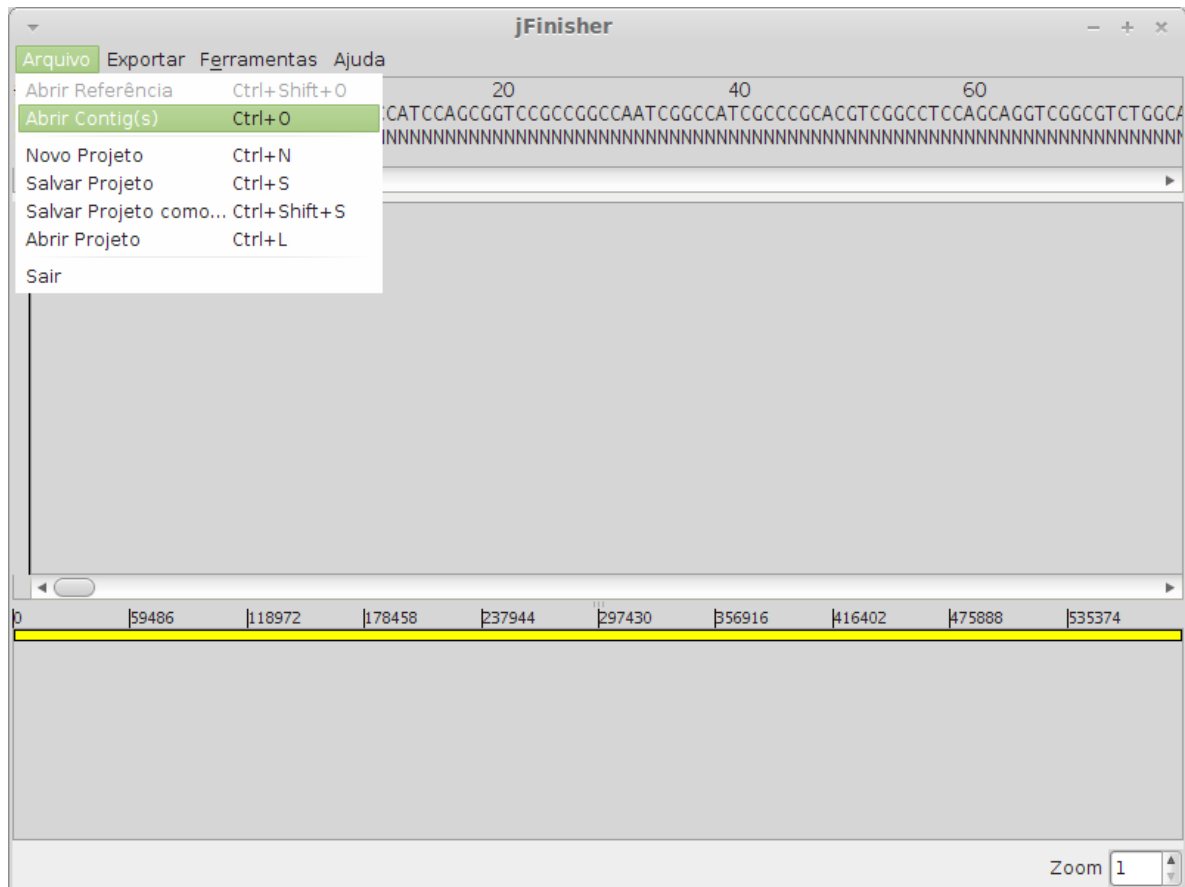 jFinisher
Arquivo Exportar Ferramentas Ajuda
Abrir Referência Ctrl+Shift+O
Abrir Contig(s) Ctrl+O
Novo Projeto Ctrl+N
Salvar Projeto Ctrl+S
Salvar Projeto como... Ctrl+Shift+S
Abrir Projeto Ctrl+L
Sair
20 40 60
CATCCAGCGGTCCGCCGGCCAATCGGCCATCGCCCGCACGTCGGCCTCCAGCAGGTCGGCGTCTGGCA
NNNNNNNNNNNNNNNNNNNNNNNNNNNNNNNNNNNNNNNNNNNNNNNNNNNNNNNNNNNNNNNNNNNN
0 59486 118972 178458 237944 297430 356916 416402 475888 535374
Zoom 1